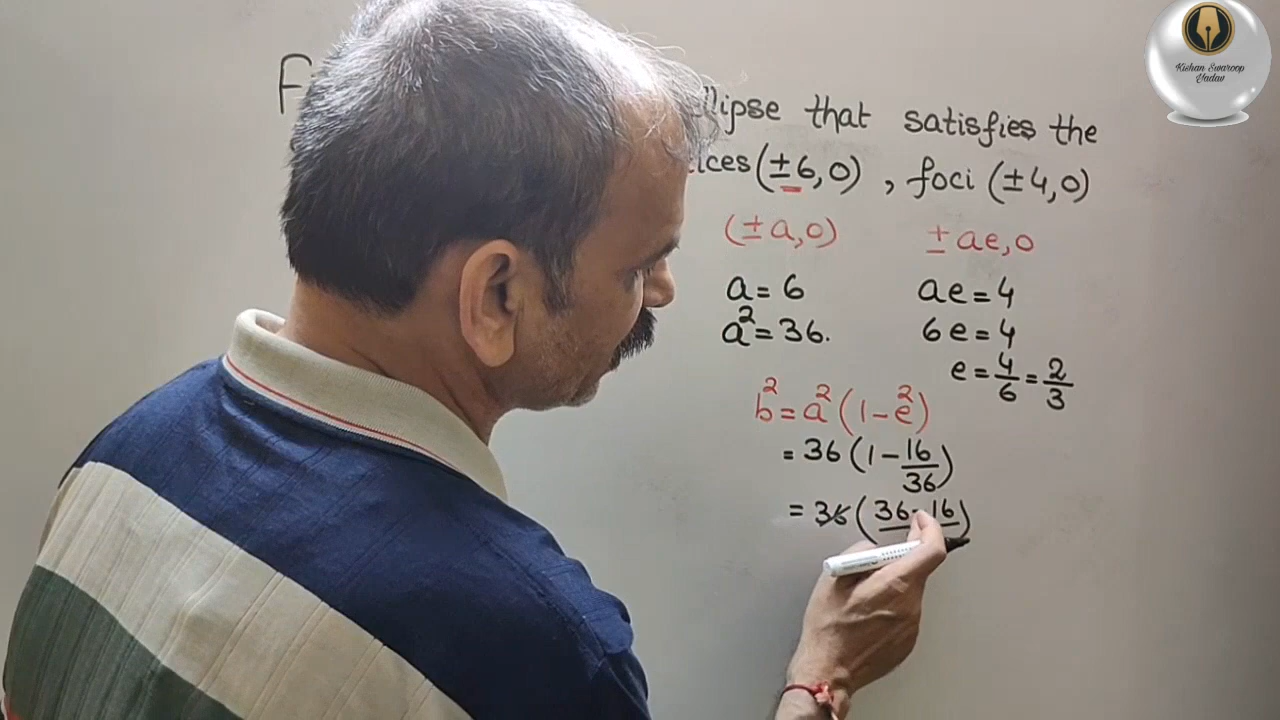 Kishan Swaroop
Yadav
F
llipse that satisfies the
ices (±6,0) , foci (±4,0)
(±a,0) ±ae,0
a = 6 ae = 4
a² = 36. 6e = 4
e = 4/6 = 2/3
b² = a² (1 - e²)
= 36 (1 - 16/36)
= 36 (36-16)